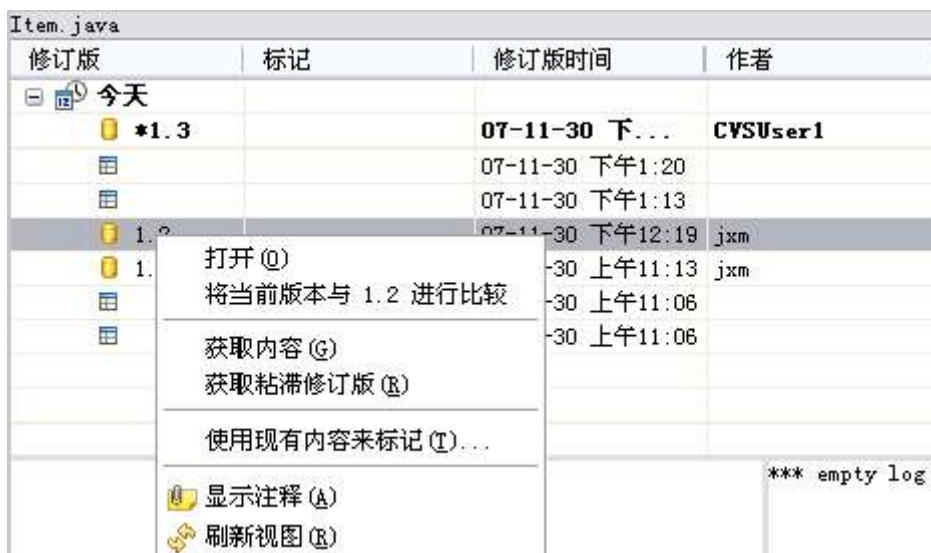 Item.java
修订版 标记 修订版时间 作者
今天
*1.3 07-11-30 下... CVSUser1
07-11-30 下午1:20
07-11-30 下午1:13
1.2 07-11-30 下午12:19 jxm
1. -30 上午11:13 jxm
-30 上午11:06
-30 上午11:06
打开(O)
将当前版本与 1.2 进行比较
获取内容(G)
获取粘滞修订版(R)
使用现有内容来标记(T)...
显示注释(A)
刷新视图(R)
*** empty log